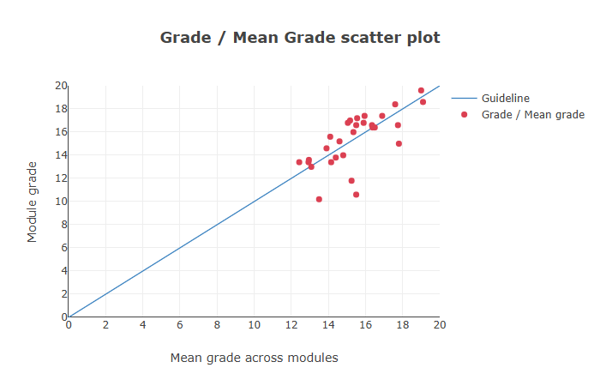 Grade / Mean Grade scatter plot
20
18
16
14
12
10
8
6
4
2
0
0 2 4 6 8 10 12 14 16 18 20
Module grade
Mean grade across modules
Guideline
Grade / Mean grade